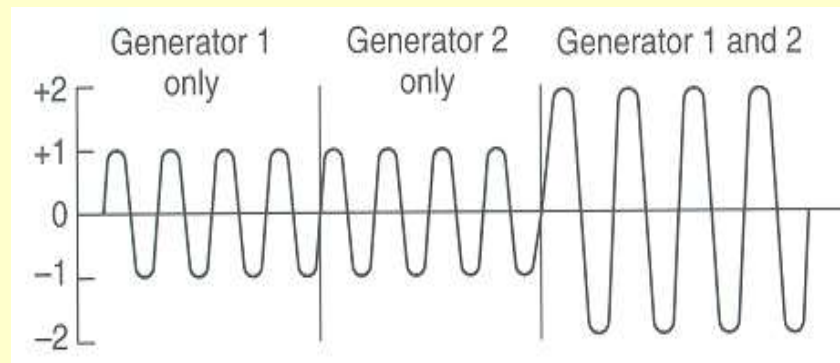 Generator 1
only
Generator 2
only
Generator 1 and 2
+2
+1
0
−1
−2